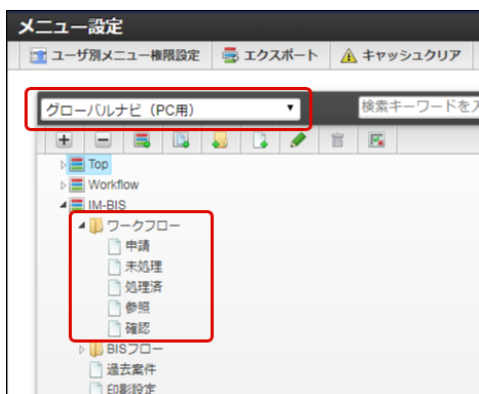 メニュー設定
ユーザ別メニュー権限設定 エクスポート キャッシュクリア
グローバルナビ（PC用） 検索キーワードを入
Top
Workflow
IM-BIS
ワークフロー
申請
未処理
処理済
参照
確認
BISフロー
過去案件
印影設定